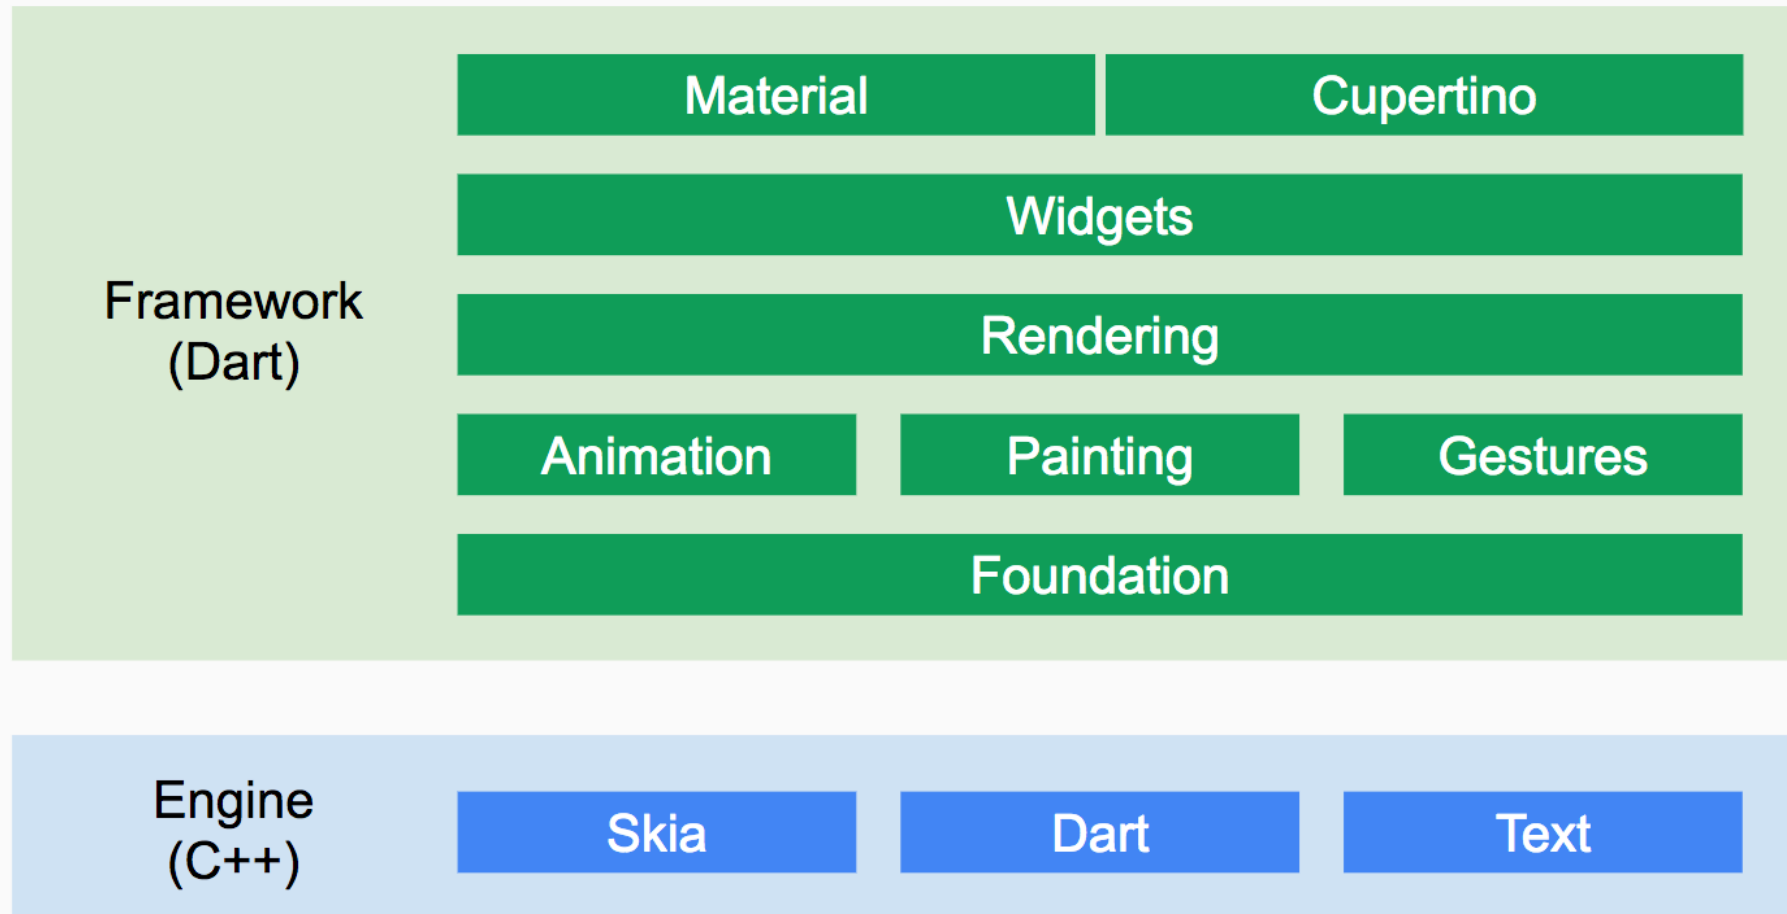 Material
Cupertino
Widgets
Framework
(Dart)
Rendering
Animation
Painting
Gestures
Foundation
Engine
(C++)
Skia
Dart
Text